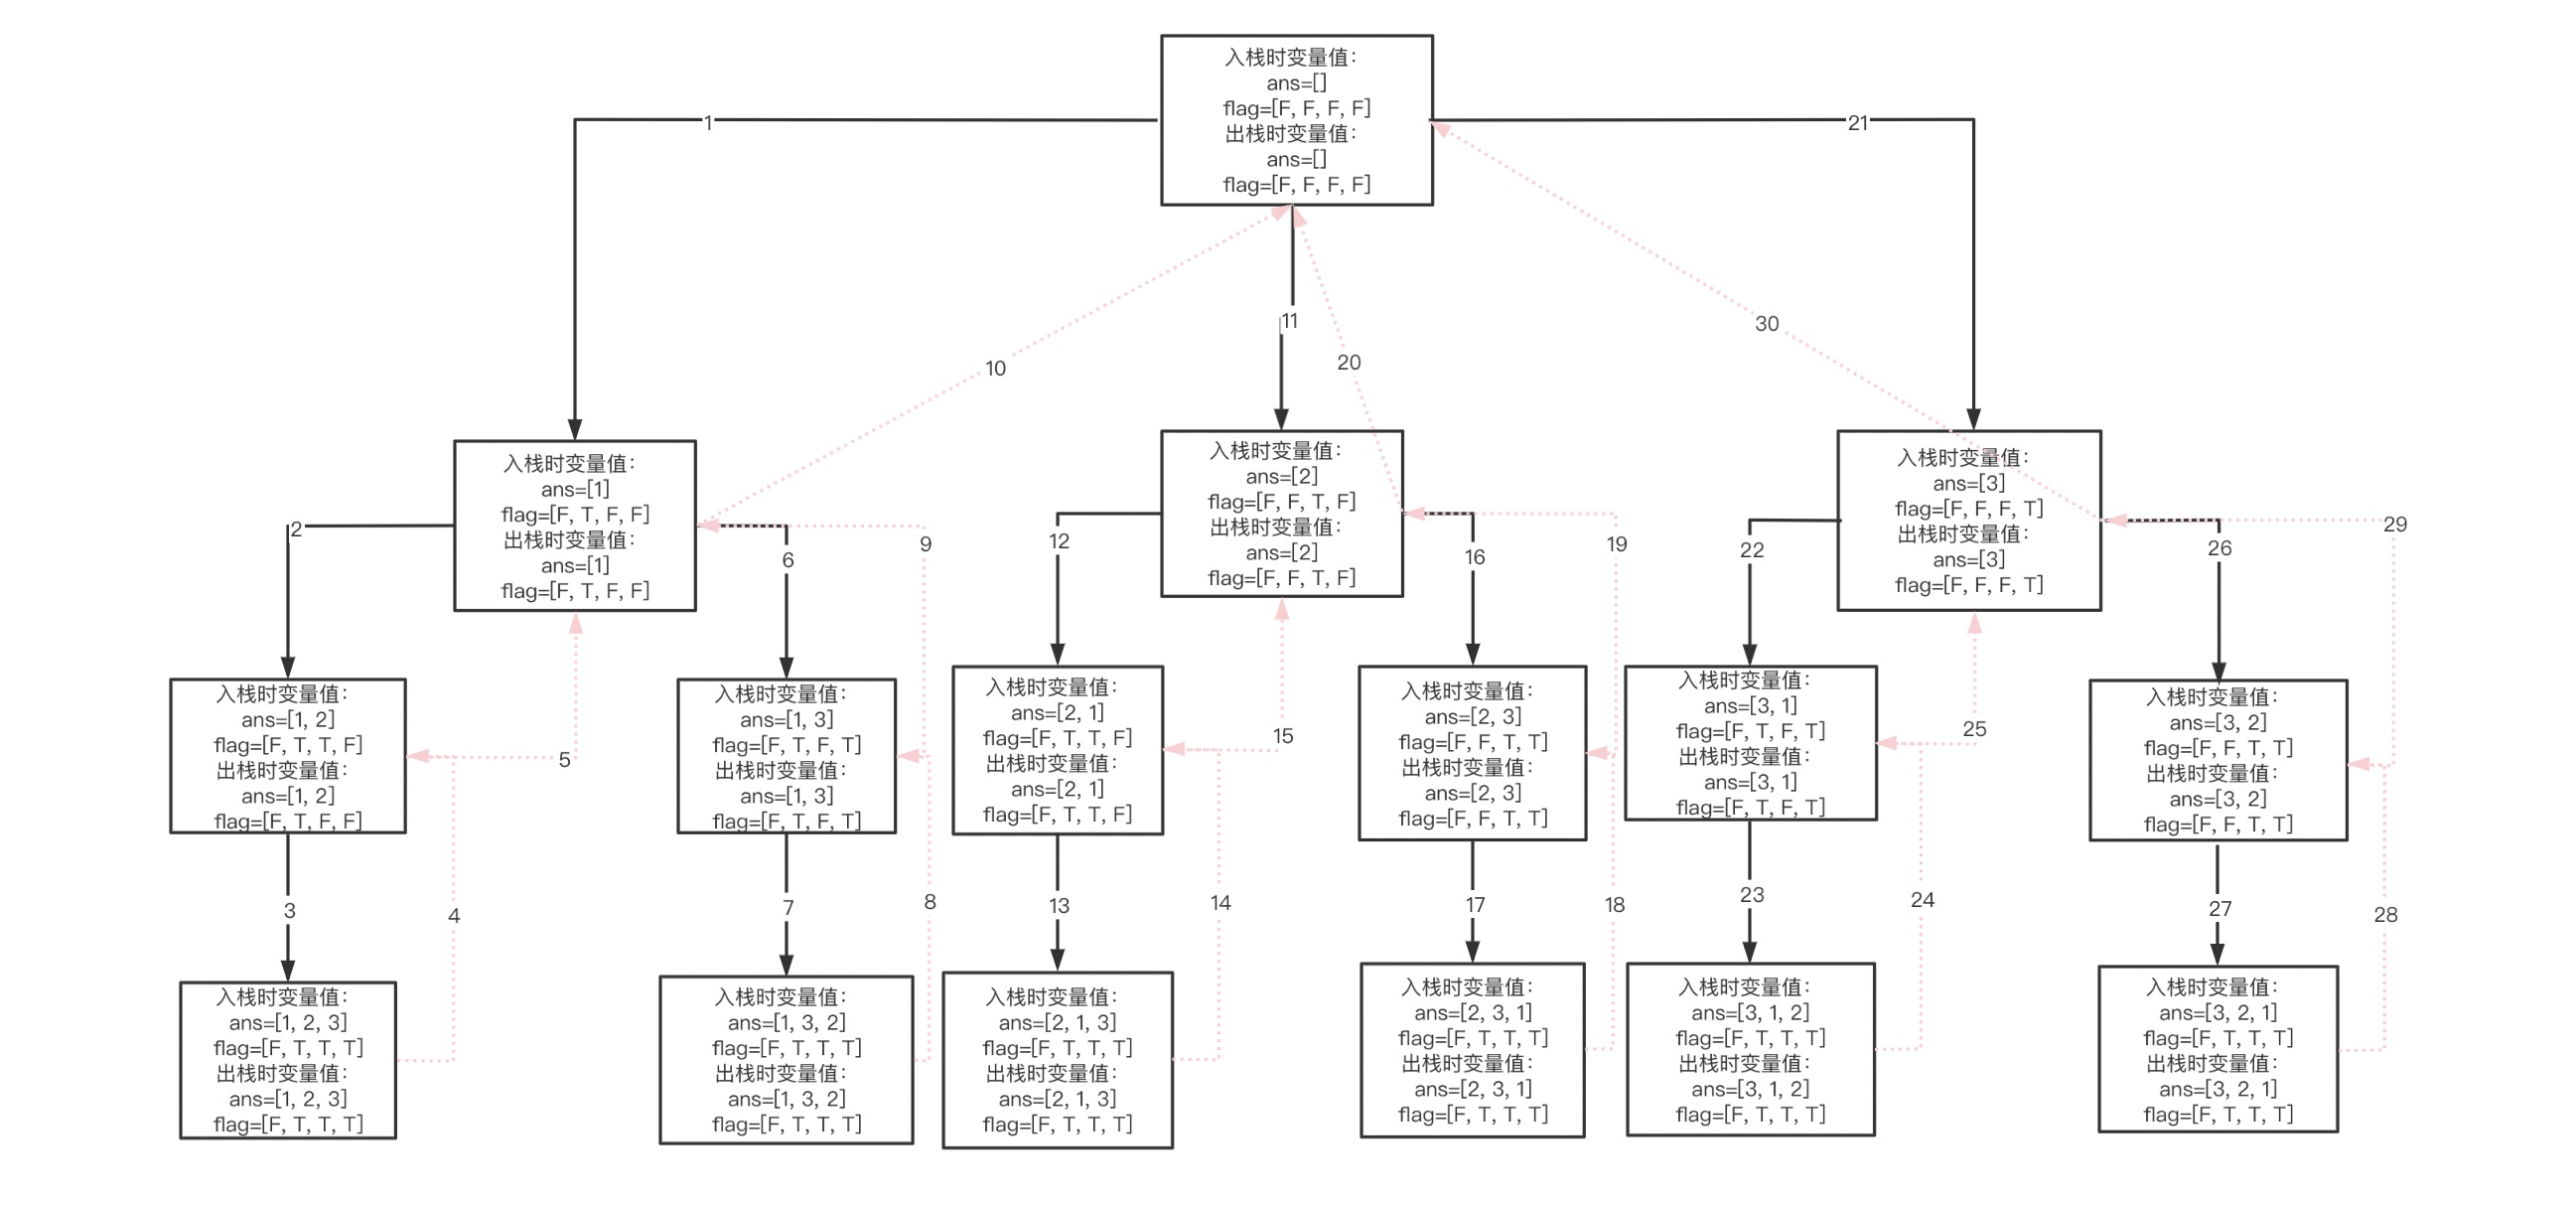 入栈时变量值：
ans=[]
flag=[F, F, F, F]
出栈时变量值：
ans=[]
flag=[F, F, F, F]
1
21
11
10
20
30
入栈时变量值：
ans=[1]
flag=[F, T, F, F]
出栈时变量值：
ans=[1]
flag=[F, T, F, F]
入栈时变量值：
ans=[2]
flag=[F, F, T, F]
出栈时变量值：
ans=[2]
flag=[F, F, T, F]
入栈时变量值：
ans=[3]
flag=[F, F, F, T]
出栈时变量值：
ans=[3]
flag=[F, F, F, T]
2
6
9
12
16
19
22
26
29
入栈时变量值：
ans=[1, 2]
flag=[F, T, T, F]
出栈时变量值：
ans=[1, 2]
flag=[F, T, F, F]
5
入栈时变量值：
ans=[1, 3]
flag=[F, T, F, T]
出栈时变量值：
ans=[1, 3]
flag=[F, T, F, T]
入栈时变量值：
ans=[2, 1]
flag=[F, T, T, F]
出栈时变量值：
ans=[2, 1]
flag=[F, T, T, F]
15
入栈时变量值：
ans=[2, 3]
flag=[F, F, T, T]
出栈时变量值：
ans=[2, 3]
flag=[F, F, T, T]
入栈时变量值：
ans=[3, 1]
flag=[F, T, F, T]
出栈时变量值：
ans=[3, 1]
flag=[F, T, F, T]
25
入栈时变量值：
ans=[3, 2]
flag=[F, F, T, T]
出栈时变量值：
ans=[3, 2]
flag=[F, F, T, T]
3
4
7
8
13
14
17
18
23
24
27
28
入栈时变量值：
ans=[1, 2, 3]
flag=[F, T, T, T]
出栈时变量值：
ans=[1, 2, 3]
flag=[F, T, T, T]
入栈时变量值：
ans=[1, 3, 2]
flag=[F, T, T, T]
出栈时变量值：
ans=[1, 3, 2]
flag=[F, T, T, T]
入栈时变量值：
ans=[2, 1, 3]
flag=[F, T, T, T]
出栈时变量值：
ans=[2, 1, 3]
flag=[F, T, T, T]
入栈时变量值：
ans=[2, 3, 1]
flag=[F, T, T, T]
出栈时变量值：
ans=[2, 3, 1]
flag=[F, T, T, T]
入栈时变量值：
ans=[3, 1, 2]
flag=[F, T, T, T]
出栈时变量值：
ans=[3, 1, 2]
flag=[F, T, T, T]
入栈时变量值：
ans=[3, 2, 1]
flag=[F, T, T, T]
出栈时变量值：
ans=[3, 2, 1]
flag=[F, T, T, T]